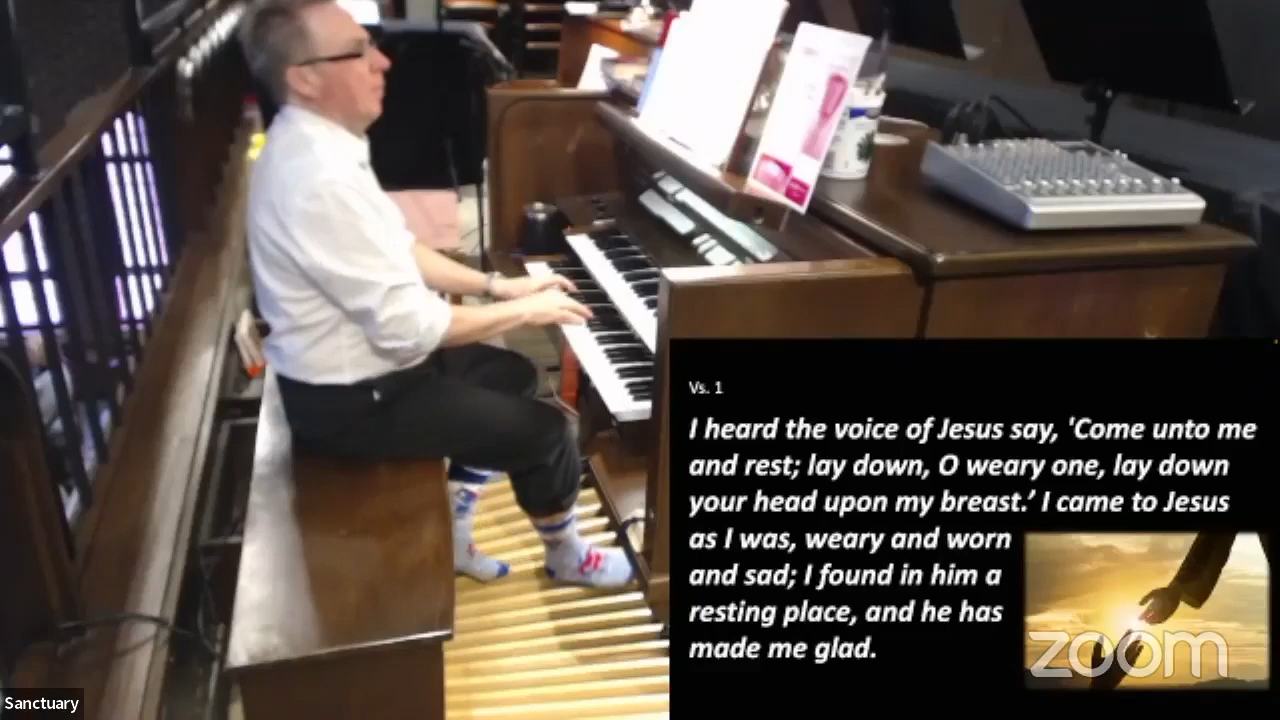 Vs. 1
I heard the voice of Jesus say, 'Come unto me
and rest; lay down, O weary one, lay down
your head upon my breast.’ I came to Jesus
as I was, weary and worn
and sad; I found in him a
resting place, and he has
made me glad.
zoom
Sanctuary